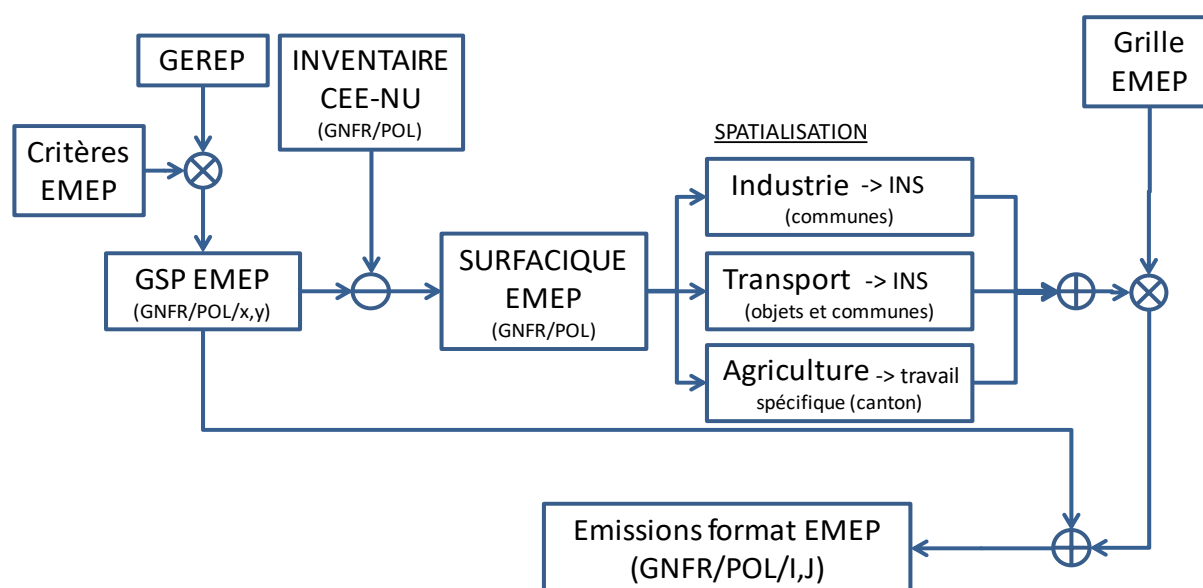 GEREP
INVENTAIRE
CEE-NU
(GNFR/POL)
Grille
EMEP
Critères
EMEP
SPATIALISATION
Industrie -> INS
(communes)
GSP EMEP
(GNFR/POL/x,y)
SURFACIQUE
EMEP
(GNFR/POL)
Transport -> INS
(objets et communes)
Agriculture -> travail
spécifique (canton)
Emissions format EMEP
(GNFR/POL/I,J)